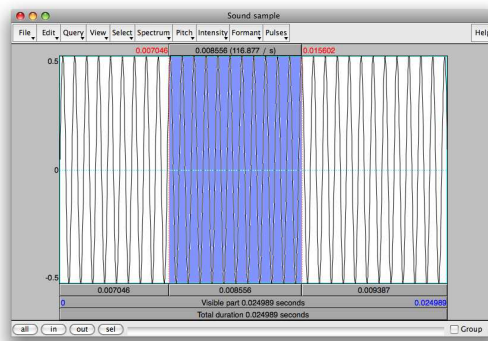 Sound sample
File Edit Query View Select Spectrum Pitch Intensity Formant Pulses Help
0.007046 0.008556 (116.877 / s) 0.015602
0.5
0
-0.5
0.007046 0.008556 0.009387
0 Visible part 0.024989 seconds 0.024989
Total duration 0.024989 seconds
all in out sel Group